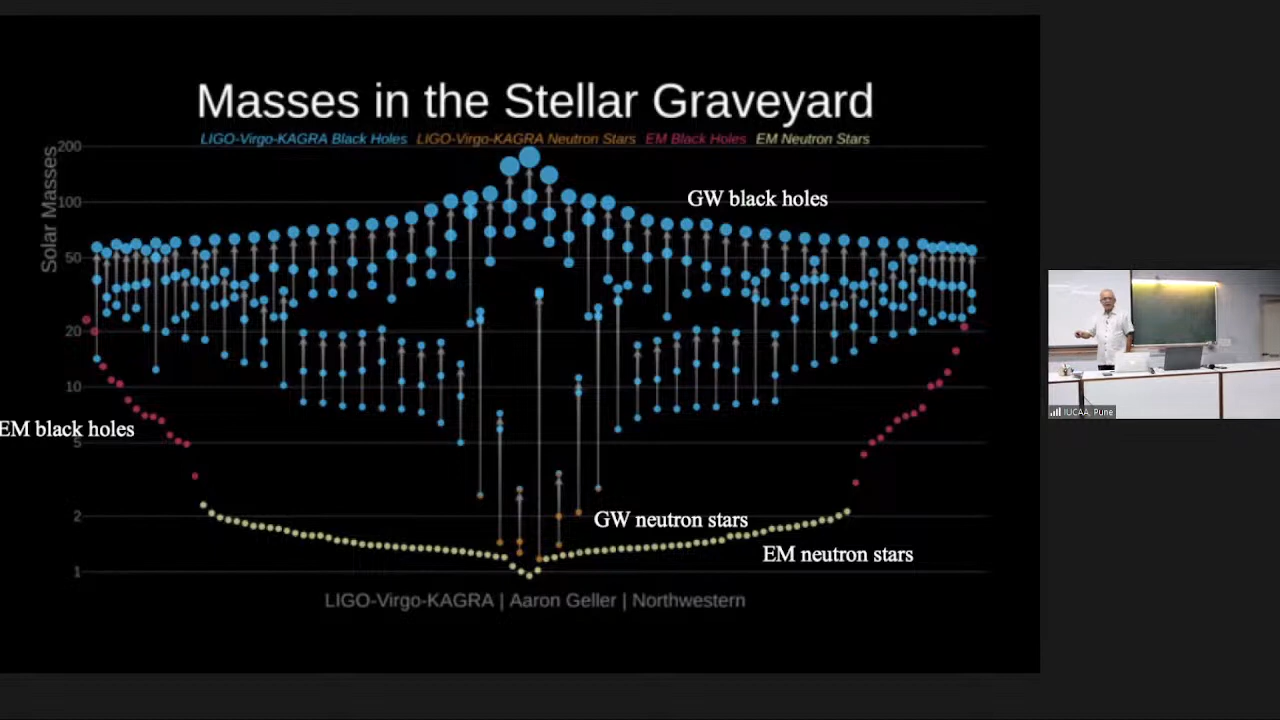 Masses in the Stellar Graveyard
LIGO-Virgo-KAGRA Black Holes LIGO-Virgo-KAGRA Neutron Stars EM Black Holes EM Neutron Stars
Solar Masses
200
GW black holes
100
50
20
10
EM black holes
5
2
GW neutron stars
EM neutron stars
1
LIGO-Virgo-KAGRA | Aaron Geller | Northwestern
IUCAA, Pune